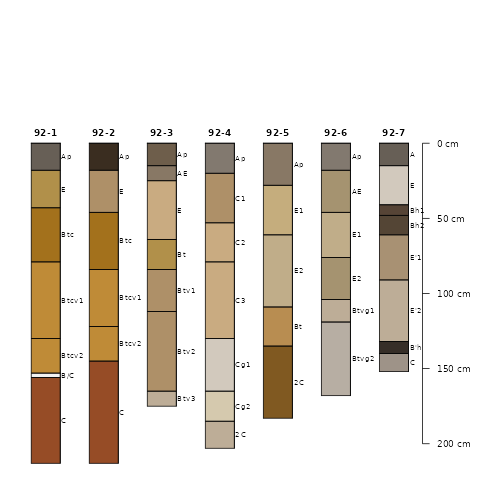 92-1 92-2 92-3 92-4 92-5 92-6 92-7
Ap
E
Btc
Btcv1
Btcv2
B/C
C
Ap
E
Btc
Btcv1
Btcv2
C
Ap
AE
E
Bt
Btv1
Btv2
Btv3
Ap
C1
C2
C3
Cg1
Cg2
2C
Ap
E1
E2
Bt
2C
Ap
AE
E1
E2
Btvg1
Btvg2
A
E
Bh1
Bh2
E'1
E'2
B'h
C
0 cm
50 cm
100 cm
150 cm
200 cm